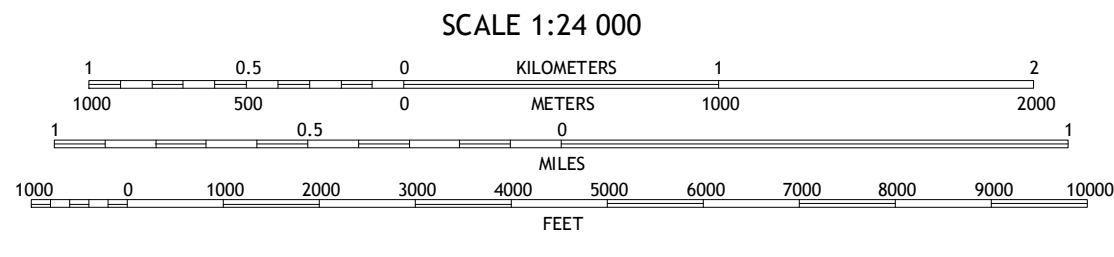 SCALE 1:24 000
1 0.5 0 KILOMETERS 1 2
1000 500 0 METERS 1000 2000
1 0.5 0 1
MILES
1000 0 1000 2000 3000 4000 5000 6000 7000 8000 9000 10000
FEET